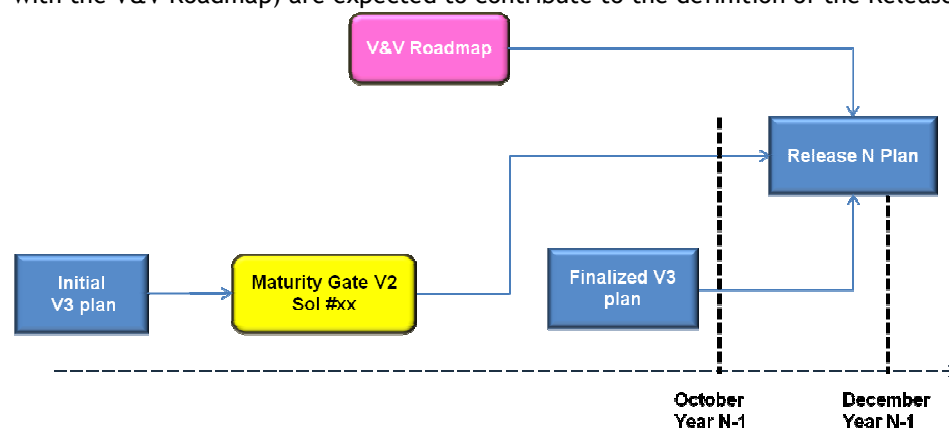 with the V&V Roadmap) are expected to contribute to the definition of the Release
V&V Roadmap
Release N Plan
Initial
V3 plan
Maturity Gate V2
Sol #xx
Finalized V3
plan
October
Year N-1
December
Year N-1